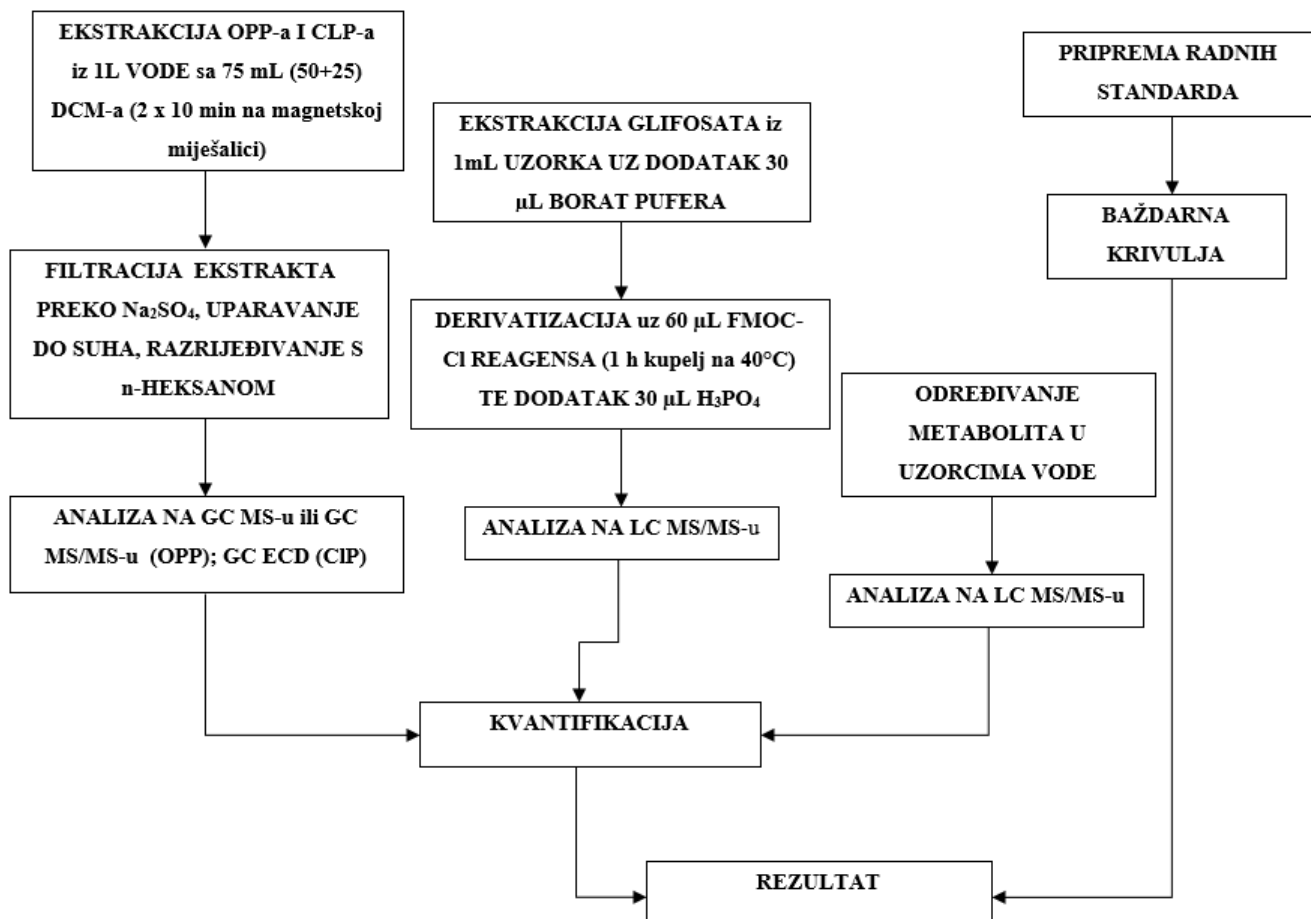 EKSTRAKCIJA OPP-a I CLP-a
iz 1L VODE sa 75 mL (50+25)
DCM-a (2 x 10 min na magnetskoj
miješalici)
FILTRACIJA EKSTRAKTA
PREKO Na₂SO₄, UPARAVANJE
DO SUHA, RAZRIJEĐIVANJE S
n-HEKSANOM
ANALIZA NA GC MS-u ili GC
MS/MS-u (OPP); GC ECD (ClP)
EKSTRAKCIJA GLIFOSATA iz
1mL UZORKA UZ DODATAK 30
µL BORAT PUFERA
DERIVATIZACIJA uz 60 µL FMOC-
Cl REAGENSA (1 h kupelj na 40°C)
TE DODATAK 30 µL H₃PO₄
ANALIZA NA LC MS/MS-u
ODREĐIVANJE
METABOLITA U
UZORCIMA VODE
ANALIZA NA LC MS/MS-u
PRIPREMA RADNIH
STANDARDA
BAŽDARNA
KRIVULJA
KVANTIFIKACIJA
REZULTAT